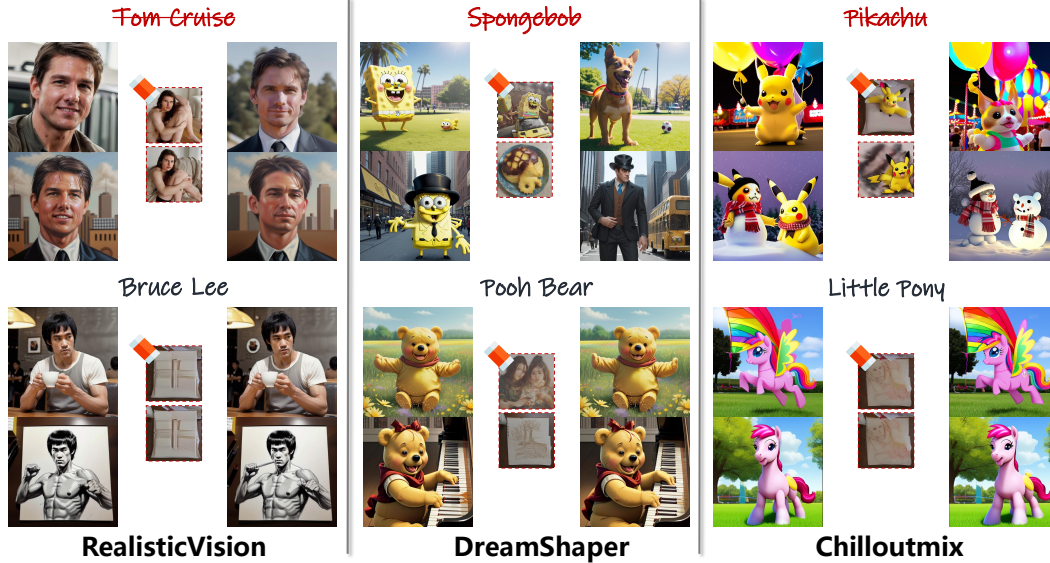 Tom Cruise
Spongebob
Pikachu
Bruce Lee
Pooh Bear
Little Pony
RealisticVision
DreamShaper
Chilloutmix